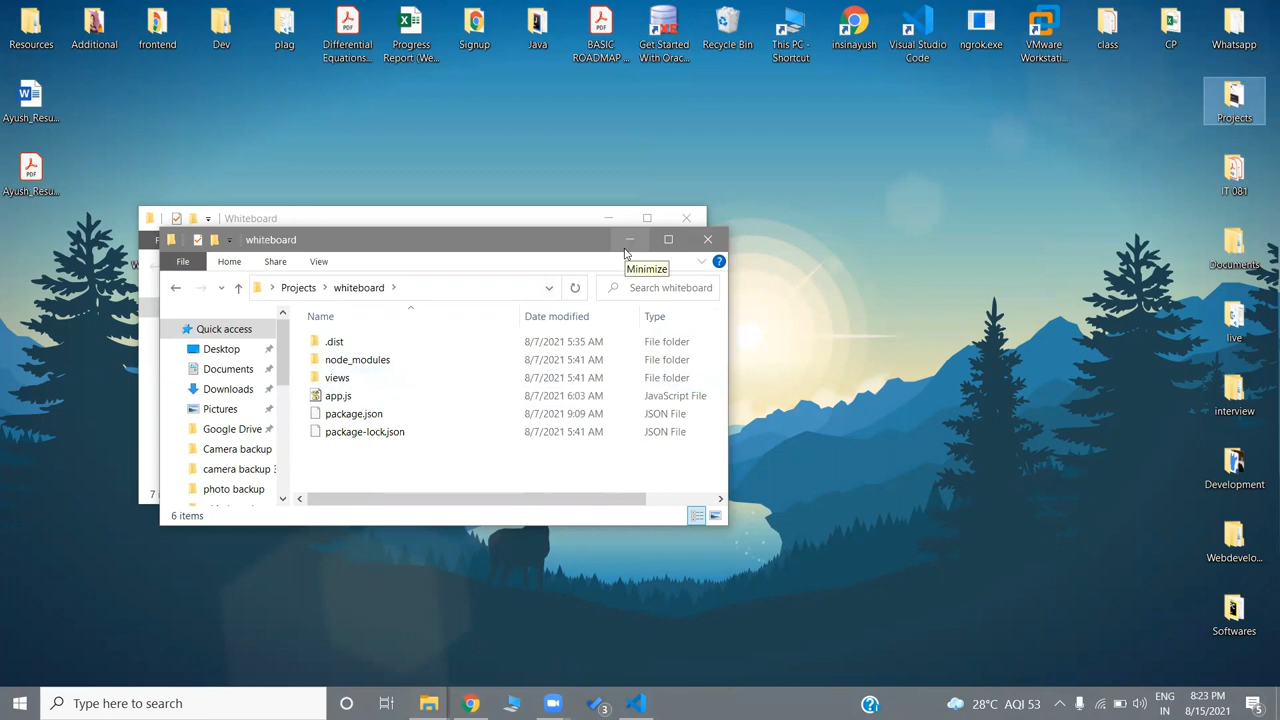 Resources
Additional
frontend
Dev
plag
Differential
Equations...
Progress
Report (We...
Signup
Java
BASIC
ROADMAP ...
Get Started
With Orac...
Recycle Bin
This PC -
Shortcut
insinayush
Visual Studio
Code
ngrok.exe
VMware
Workstati...
class
CP
Whatsapp
Ayush_Resu...
Projects
Ayush_Resu...
IT 081
Documents
live
interview
Development
Webdevelo...
Softwares
Whiteboard
whiteboard
Minimize
File
Home
Share
View
Projects
whiteboard
Search whiteboard
Name
Date modified
Type
Quick access
Desktop
Documents
Downloads
Pictures
Google Drive
Camera backup
camera backup
photo backup
.dist 8/7/2021 5:35 AM File folder
node_modules 8/7/2021 5:41 AM File folder
views 8/7/2021 5:41 AM File folder
app.js 8/7/2021 6:03 AM JavaScript File
package.json 8/7/2021 9:09 AM JSON File
package-lock.json 8/7/2021 5:41 AM JSON File
6 items
Type here to search
3
28°C AQI 53
ENG
IN
8:23 PM
8/15/2021
5